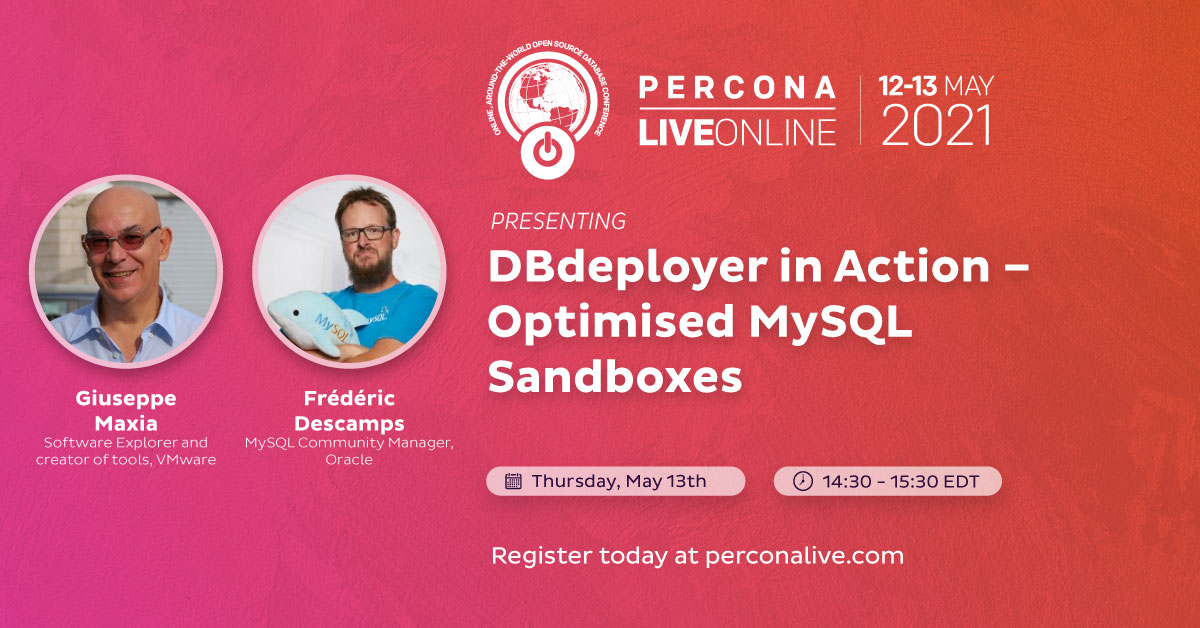 ONLINE, AROUND-THE-WORLD OPEN SOURCE DATABASE CONFERENCE
PERCONA
LIVEONLINE
12-13 MAY
2021
PRESENTING
DBdeployer in Action –
Optimised MySQL
Sandboxes
MySQL
Giuseppe
Maxia
Software Explorer and
creator of tools, VMware
Frédéric
Descamps
MySQL Community Manager,
Oracle
Thursday, May 13th
14:30 - 15:30 EDT
Register today at perconalive.com